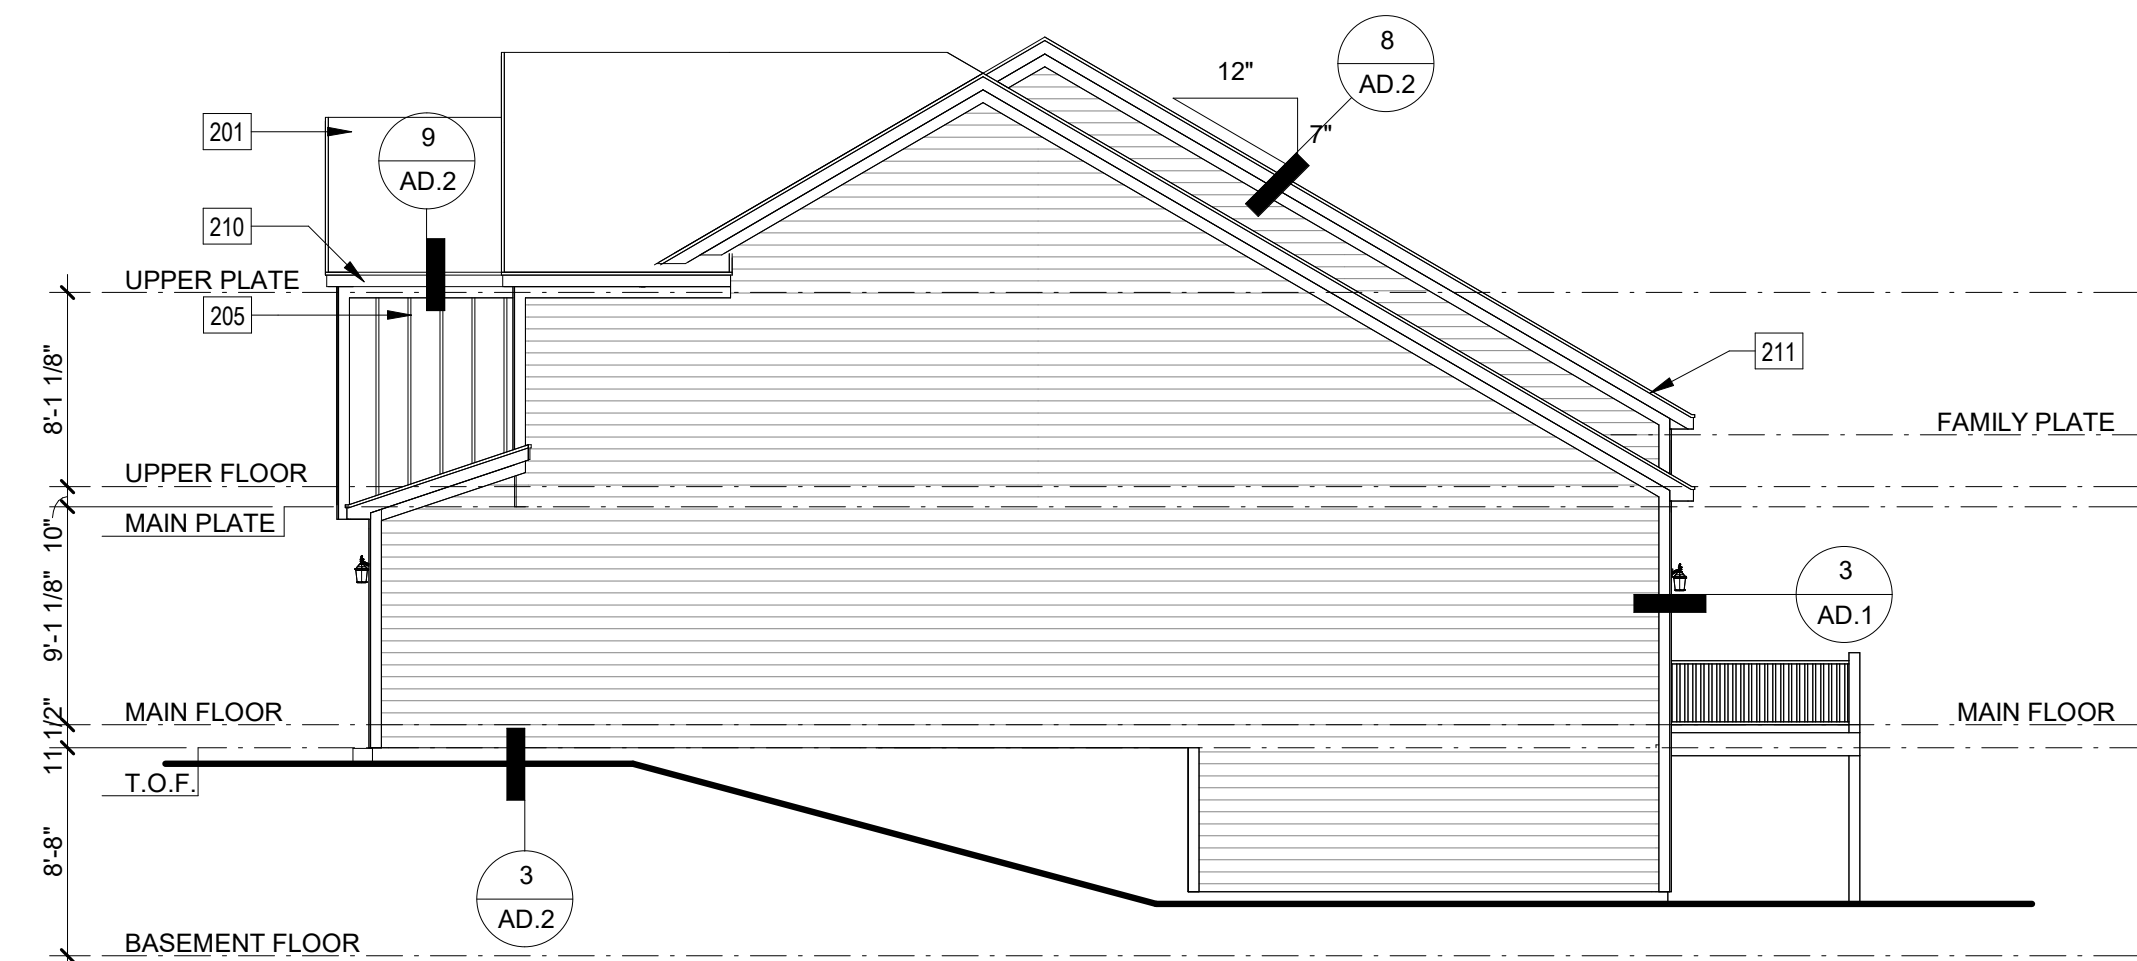 8
AD.2
12"
7"
201
9
AD.2
210
UPPER PLATE
205
211
8'-1 1/8"
FAMILY PLATE
UPPER FLOOR
MAIN PLATE
10"
3
AD.1
9'-1 1/8"
MAIN FLOOR
MAIN FLOOR
11 1/2"
T.O.F.
8'-8"
3
AD.2
BASEMENT FLOOR